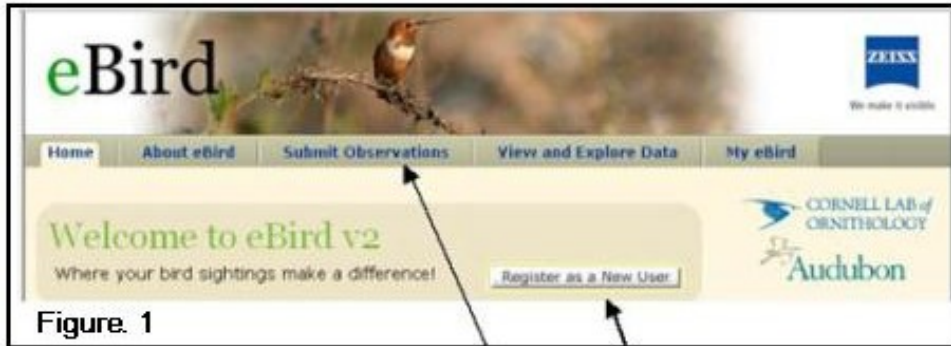 eBird
ZEISS
We make it visible
Home About eBird Submit Observations View and Explore Data My eBird
CORNELL LAB of
ORNITHOLOGY
Welcome to eBird v2
Where your bird sightings make a difference!
Register as a New User
Audubon
Figure. 1